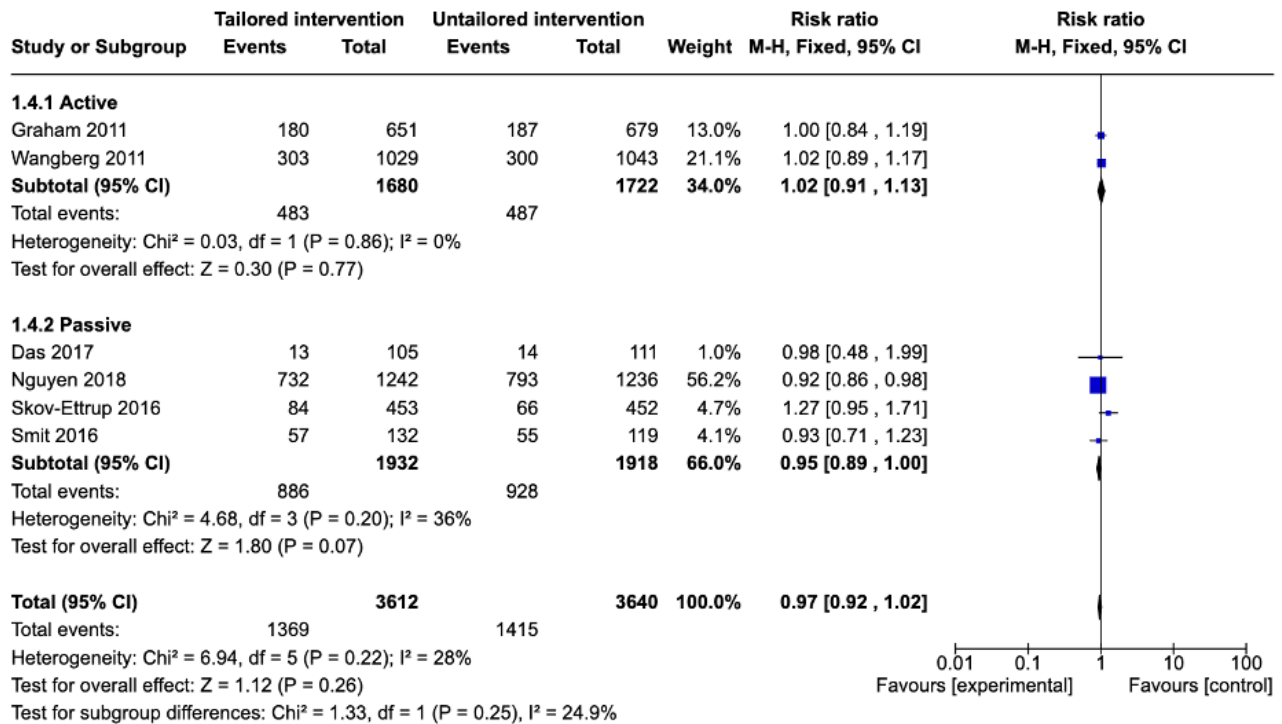 Tailored intervention Untailored intervention Risk ratio Risk ratio
Study or Subgroup Events Total Events Total Weight M-H, Fixed, 95% CI M-H, Fixed, 95% CI
1.4.1 Active
Graham 2011 180 651 187 679 13.0% 1.00 [0.84 , 1.19]
Wangberg 2011 303 1029 300 1043 21.1% 1.02 [0.89 , 1.17]
Subtotal (95% CI) 1680 1722 34.0% 1.02 [0.91 , 1.13]
Total events: 483 487
Heterogeneity: Chi² = 0.03, df = 1 (P = 0.86); I² = 0%
Test for overall effect: Z = 0.30 (P = 0.77)
1.4.2 Passive
Das 2017 13 105 14 111 1.0% 0.98 [0.48 , 1.99]
Nguyen 2018 732 1242 793 1236 56.2% 0.92 [0.86 , 0.98]
Skov-Ettrup 2016 84 453 66 452 4.7% 1.27 [0.95 , 1.71]
Smit 2016 57 132 55 119 4.1% 0.93 [0.71 , 1.23]
Subtotal (95% CI) 1932 1918 66.0% 0.95 [0.89 , 1.00]
Total events: 886 928
Heterogeneity: Chi² = 4.68, df = 3 (P = 0.20); I² = 36%
Test for overall effect: Z = 1.80 (P = 0.07)
Total (95% CI) 3612 3640 100.0% 0.97 [0.92 , 1.02]
Total events: 1369 1415
Heterogeneity: Chi² = 6.94, df = 5 (P = 0.22); I² = 28%
0.01 0.1 1 10 100
Test for overall effect: Z = 1.12 (P = 0.26)
Favours [experimental] Favours [control]
Test for subgroup differences: Chi² = 1.33, df = 1 (P = 0.25), I² = 24.9%